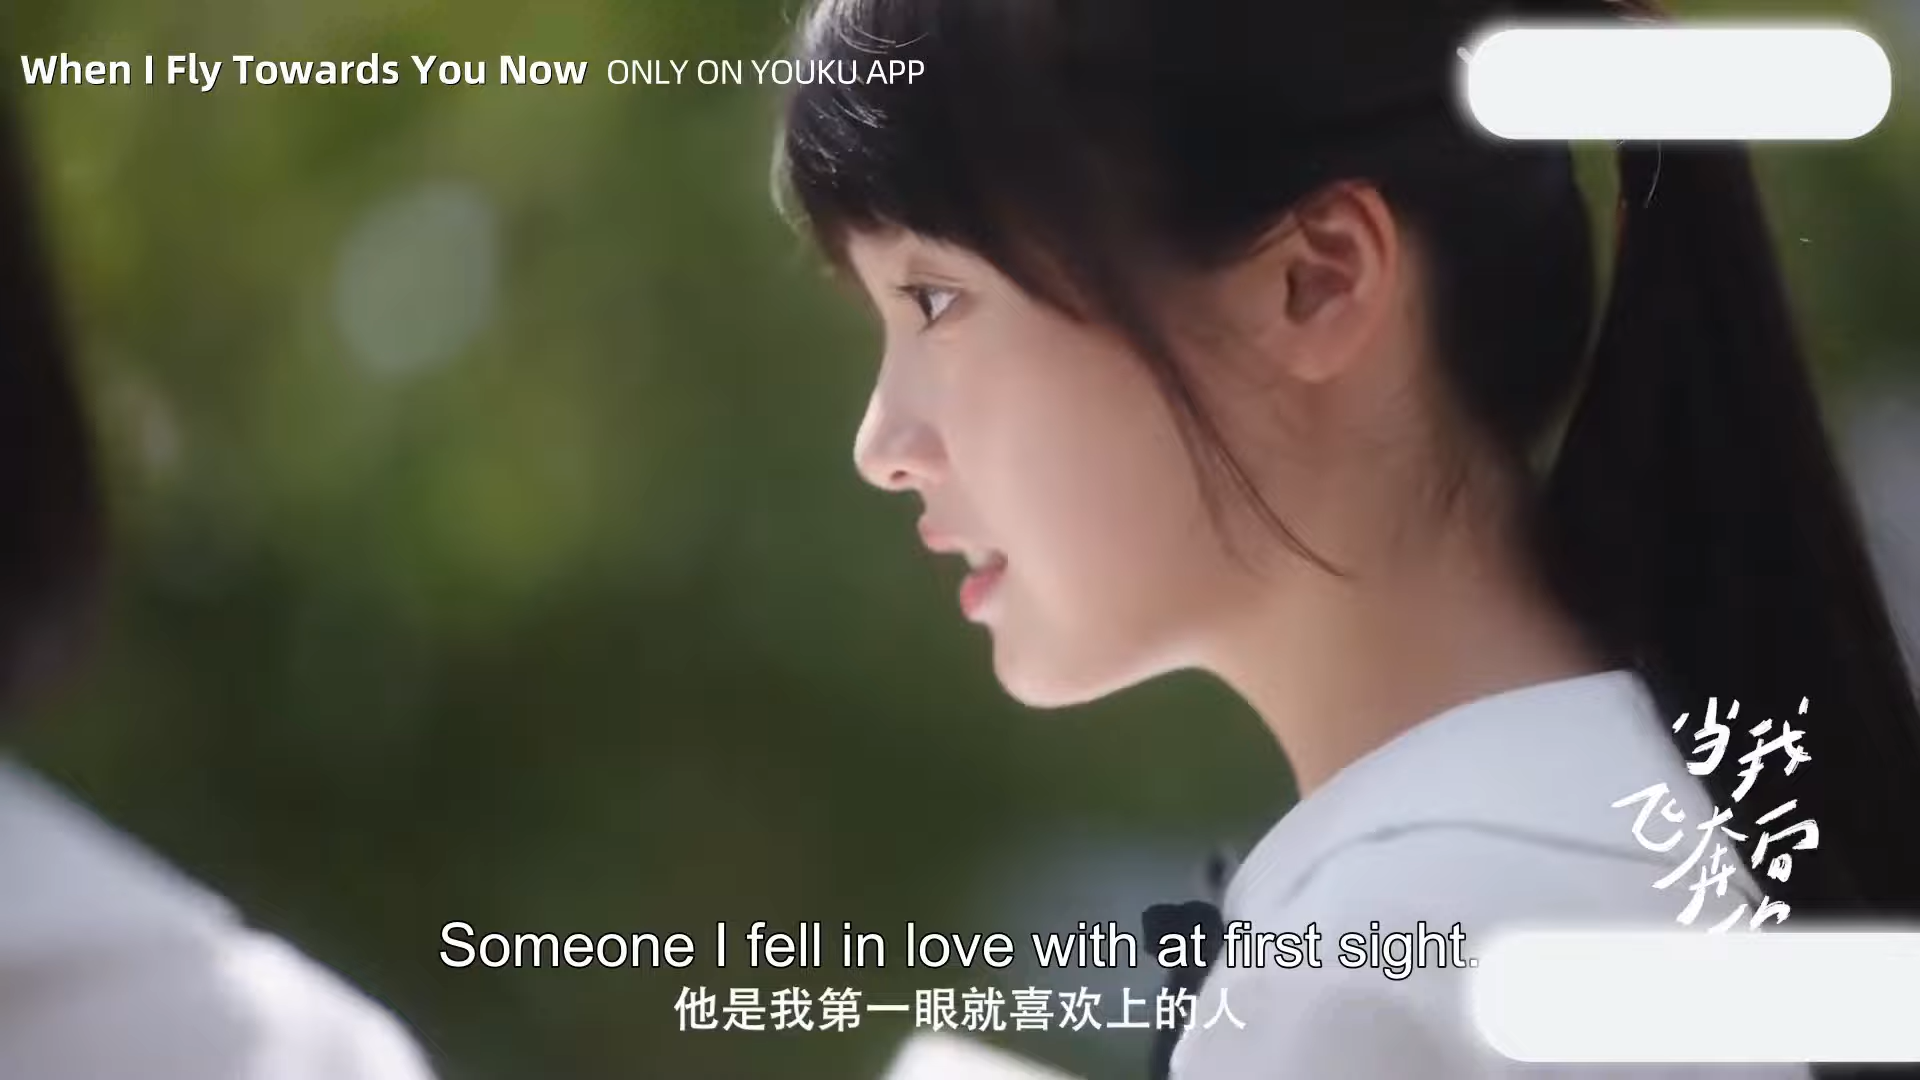 When I Fly Towards You Now ONLY ON YOUKU APP
当我
飞奔向
Someone I fell in love with at first sight.
他是我第一眼就喜欢上的人